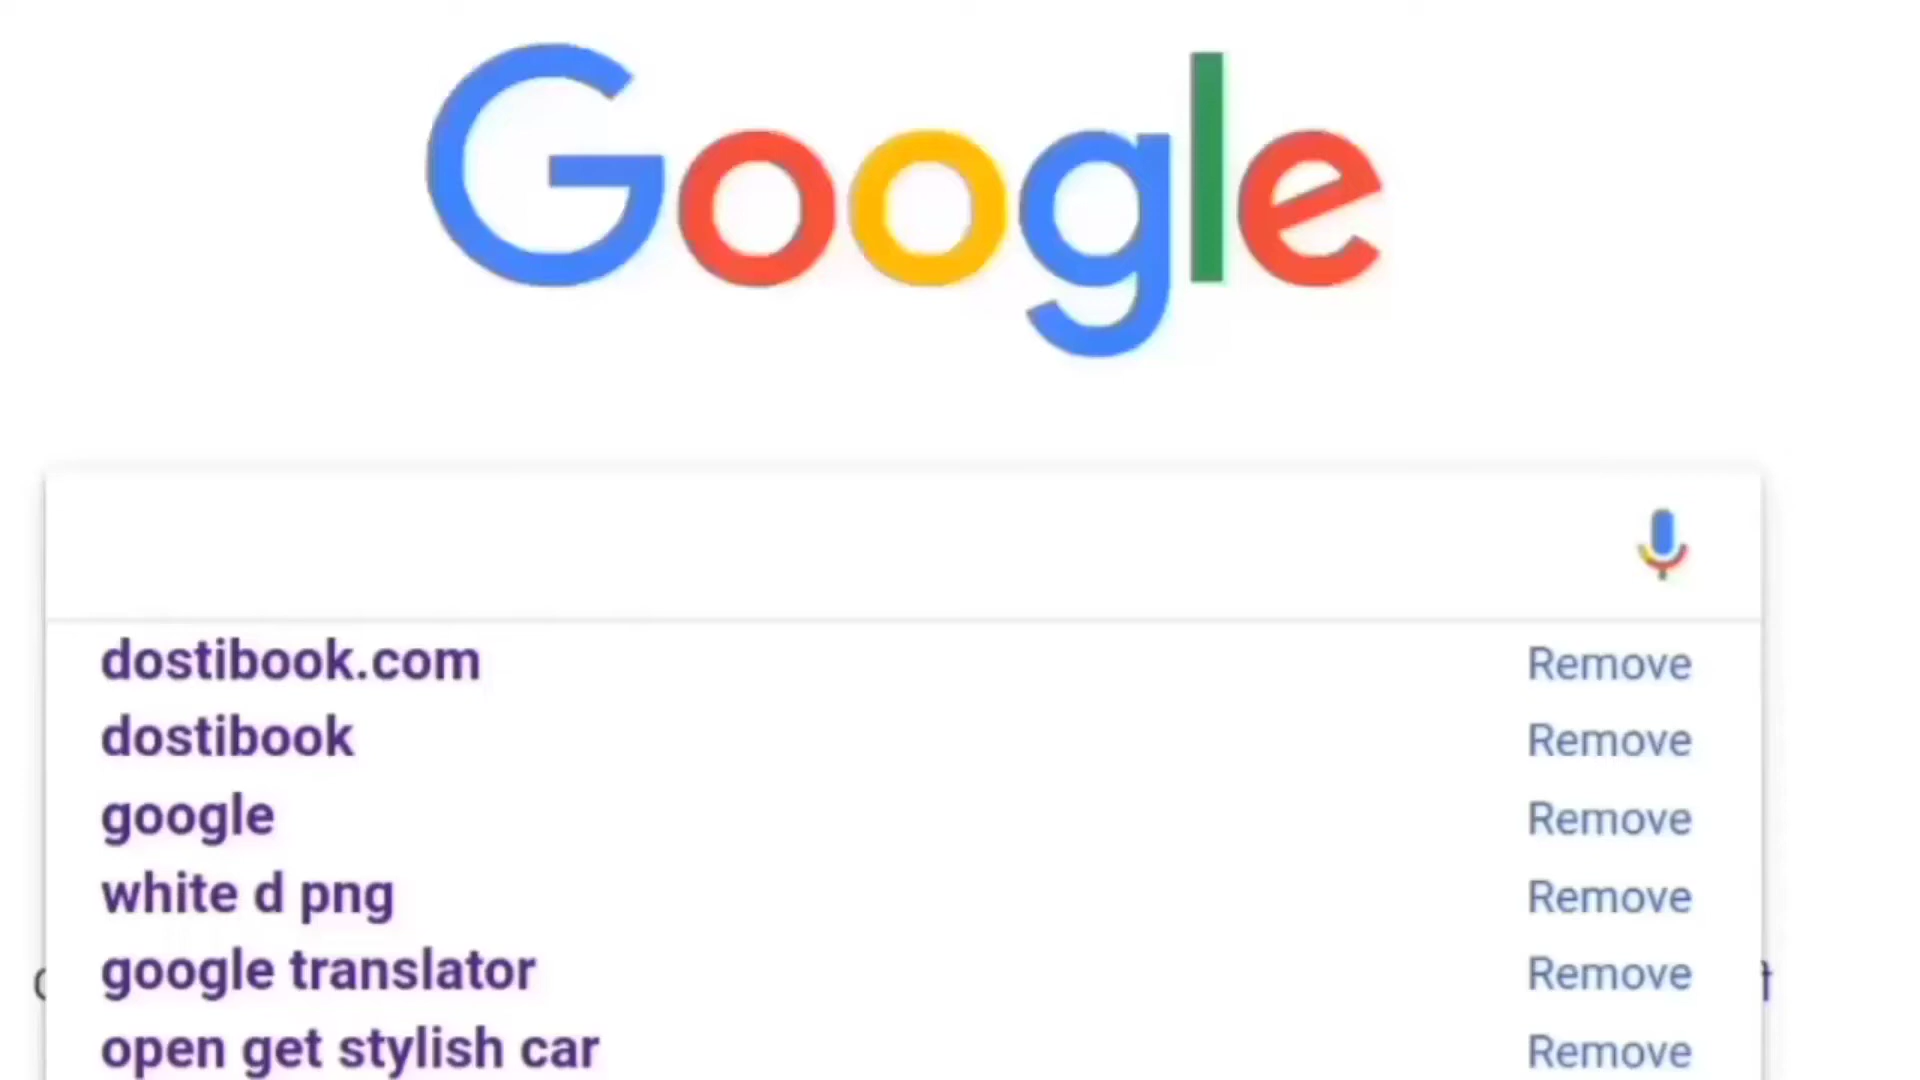 Google
dostibook.com Remove
dostibook Remove
google Remove
white d png Remove
google translator Remove
open get stylish car Remove